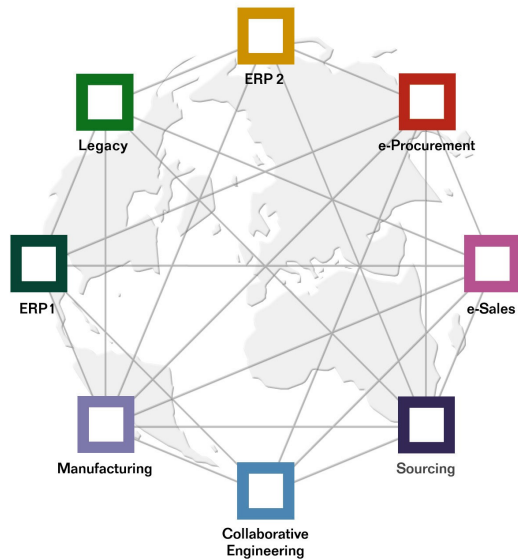 ERP 2
Legacy
e-Procurement
ERP1
e-Sales
Manufacturing
Sourcing
Collaborative
Engineering